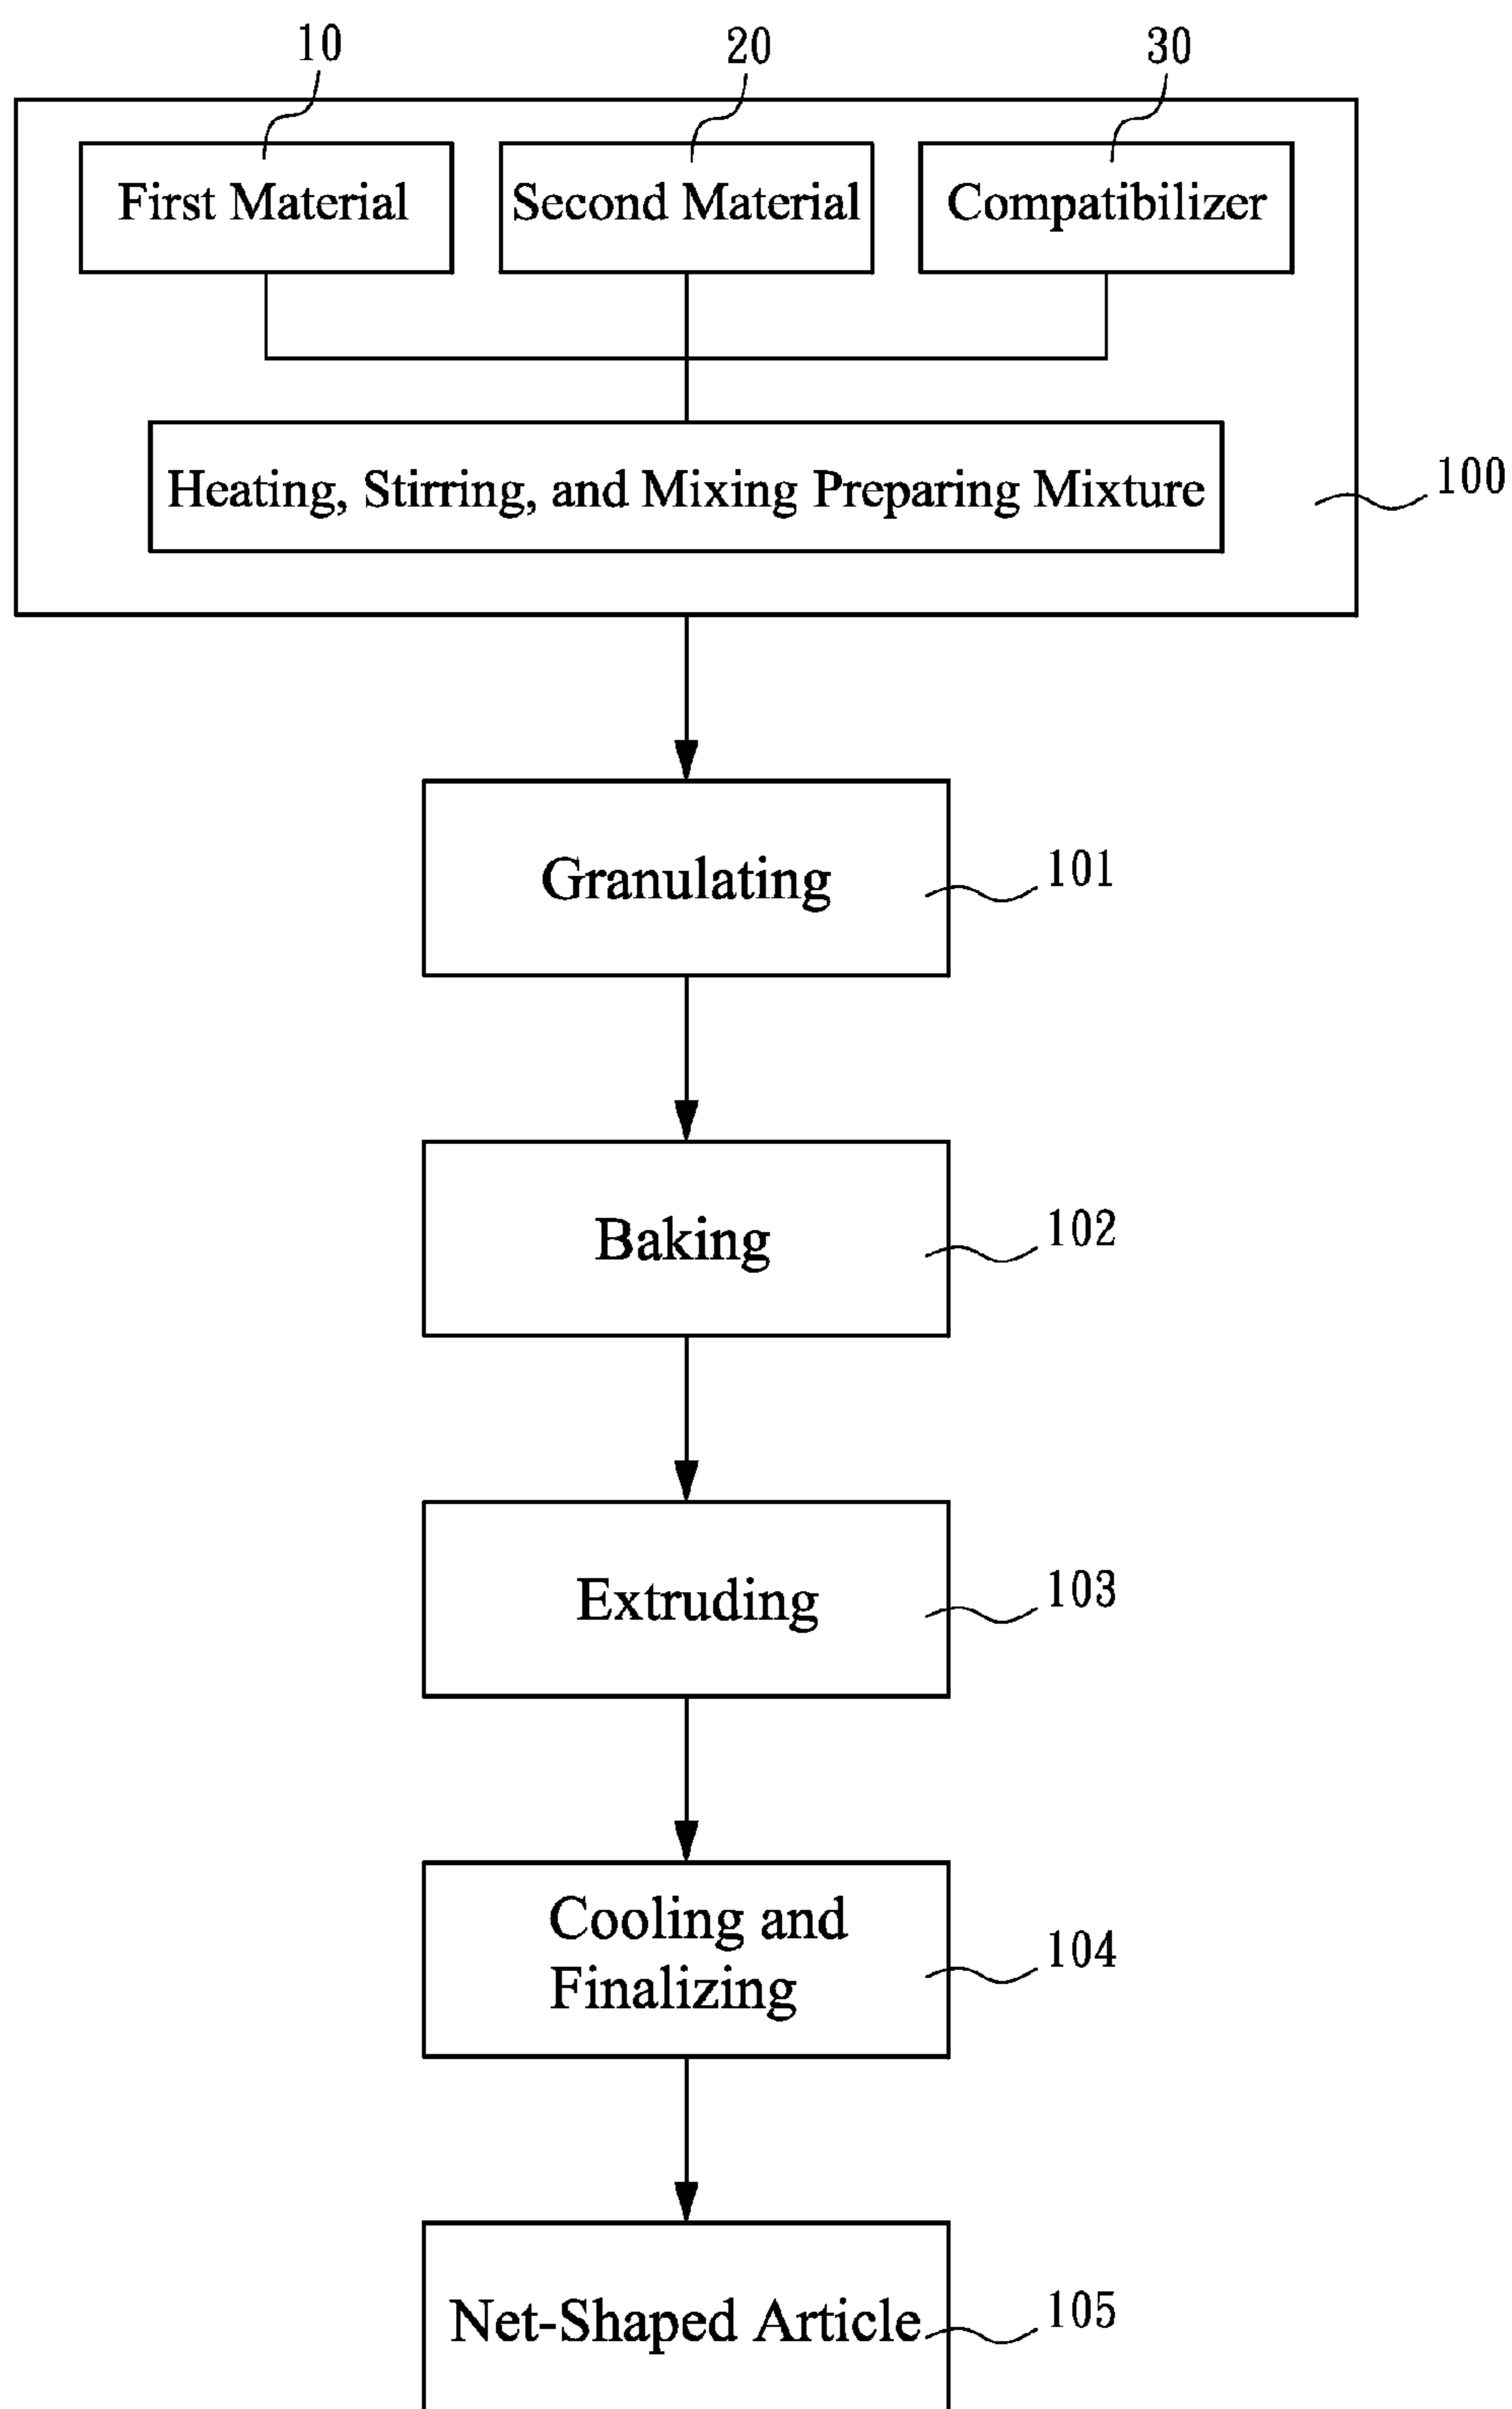 10
20
30
First Material
Second Material
Compatibilizer
Heating, Stirring, and Mixing Preparing Mixture
100
Granulating
101
Baking
102
Extruding
103
Cooling and
Finalizing
104
Net-Shaped Article
105